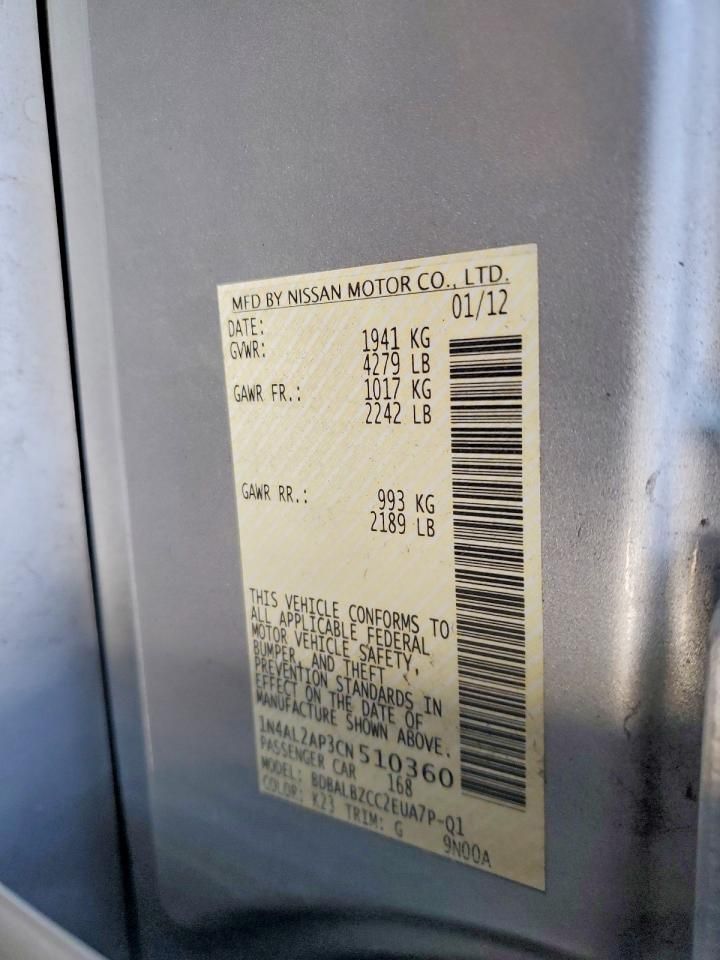 MFD BY NISSAN MOTOR CO., LTD.
DATE: 01/12
GVWR: 1941 KG
4279 LB
GAWR FR.: 1017 KG
2242 LB
GAWR RR.: 993 KG
2189 LB
THIS VEHICLE CONFORMS TO
ALL APPLICABLE FEDERAL
MOTOR VEHICLE SAFETY,
BUMPER, AND THEFT
PREVENTION STANDARDS IN
EFFECT ON THE DATE OF
MANUFACTURE SHOWN ABOVE.
1N4AL2AP3CN510360
PASSENGER CAR 168
MODEL: BDBALBZCC2EUA7P-Q1
COLOR: K23 TRIM: G 9N00A